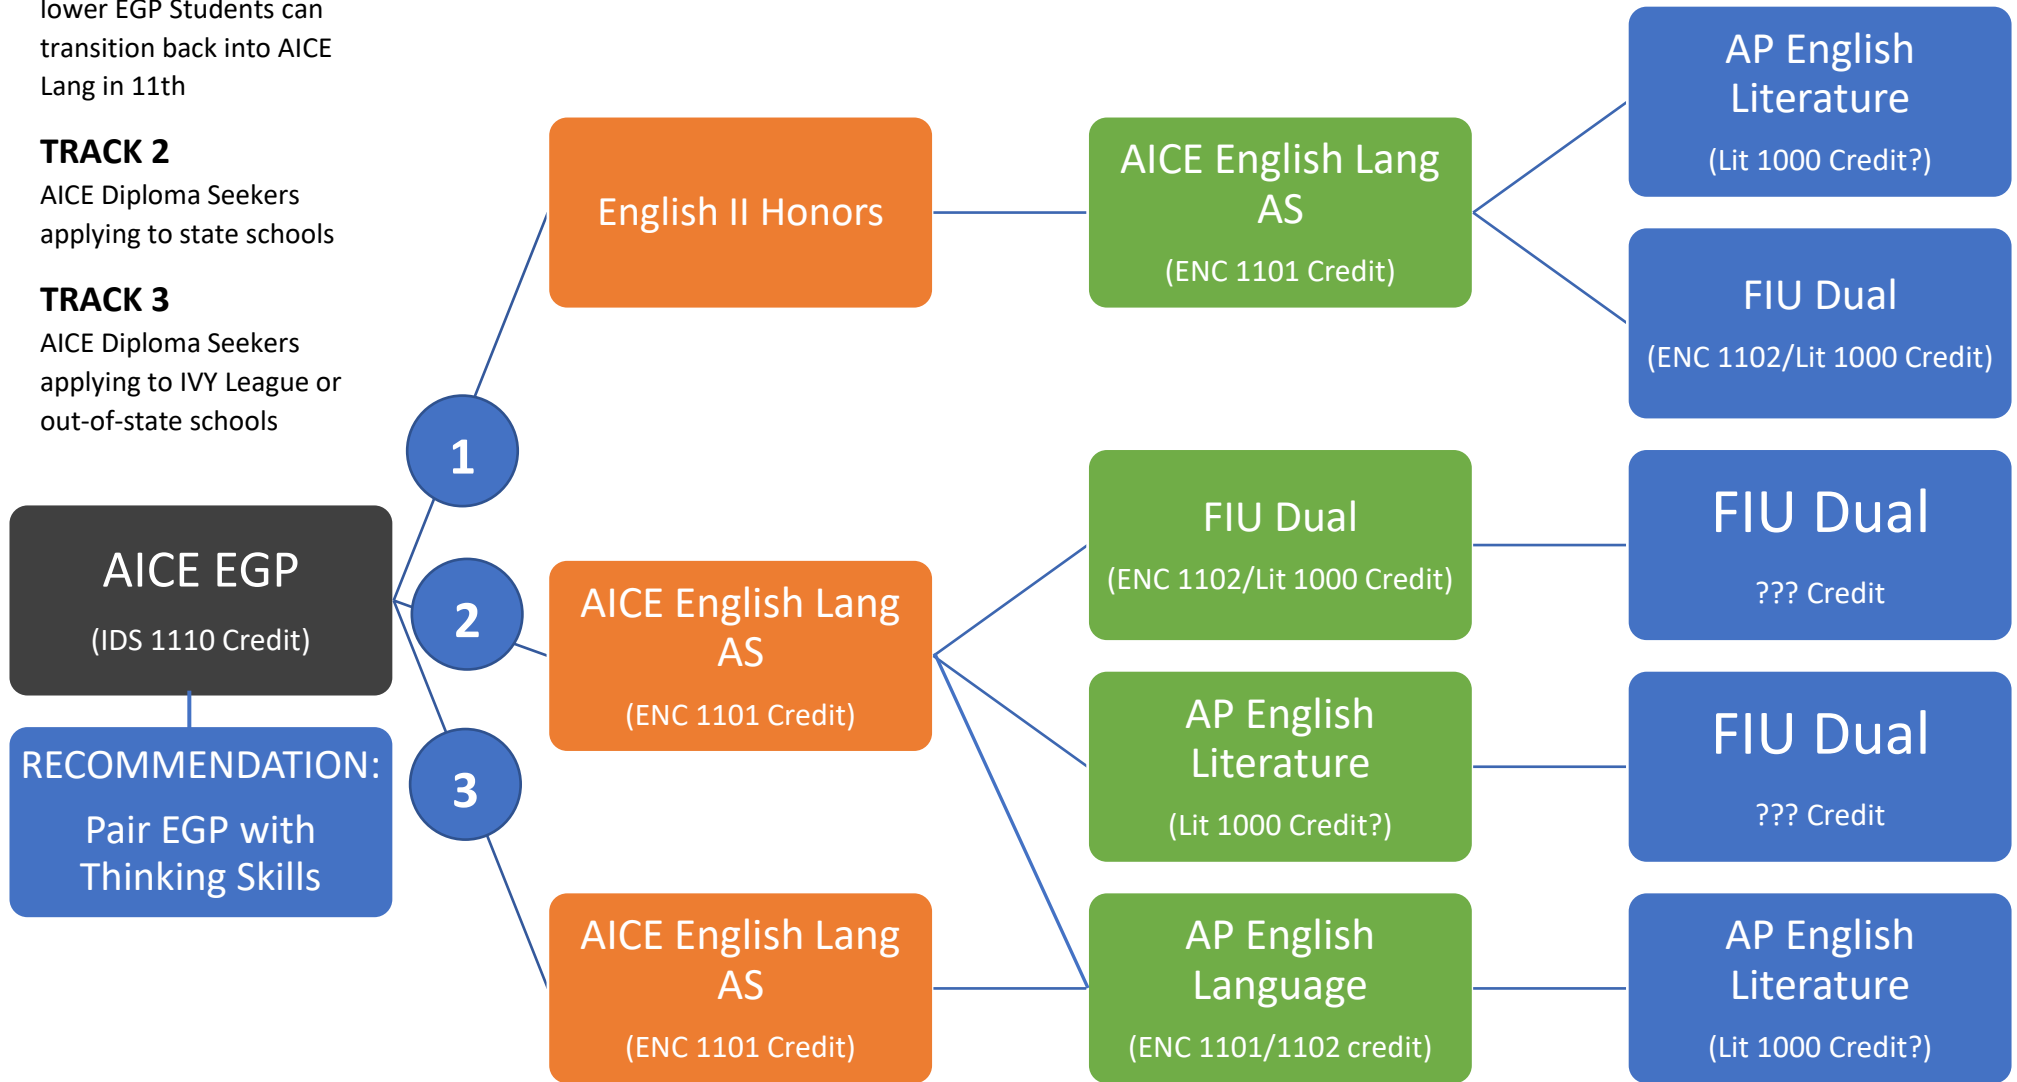 lower EGP Students can
transition back into AICE
Lang in 11th
TRACK 2
AICE Diploma Seekers
applying to state schools
TRACK 3
AICE Diploma Seekers
applying to IVY League or
out-of-state schools
AICE EGP
(IDS 1110 Credit)
RECOMMENDATION:
Pair EGP with
Thinking Skills
1
2
3
English II Honors
AICE English Lang
AS
(ENC 1101 Credit)
AICE English Lang
AS
(ENC 1101 Credit)
AICE English Lang
AS
(ENC 1101 Credit)
FIU Dual
(ENC 1102/Lit 1000 Credit)
AP English
Literature
(Lit 1000 Credit?)
AP English
Language
(ENC 1101/1102 credit)
AP English
Literature
(Lit 1000 Credit?)
FIU Dual
(ENC 1102/Lit 1000 Credit)
FIU Dual
??? Credit
FIU Dual
??? Credit
AP English
Literature
(Lit 1000 Credit?)